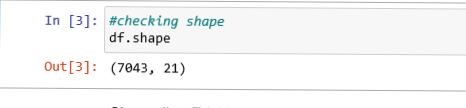 In [3]: #checking shape
df.shape
Out[3]: (7043, 21)